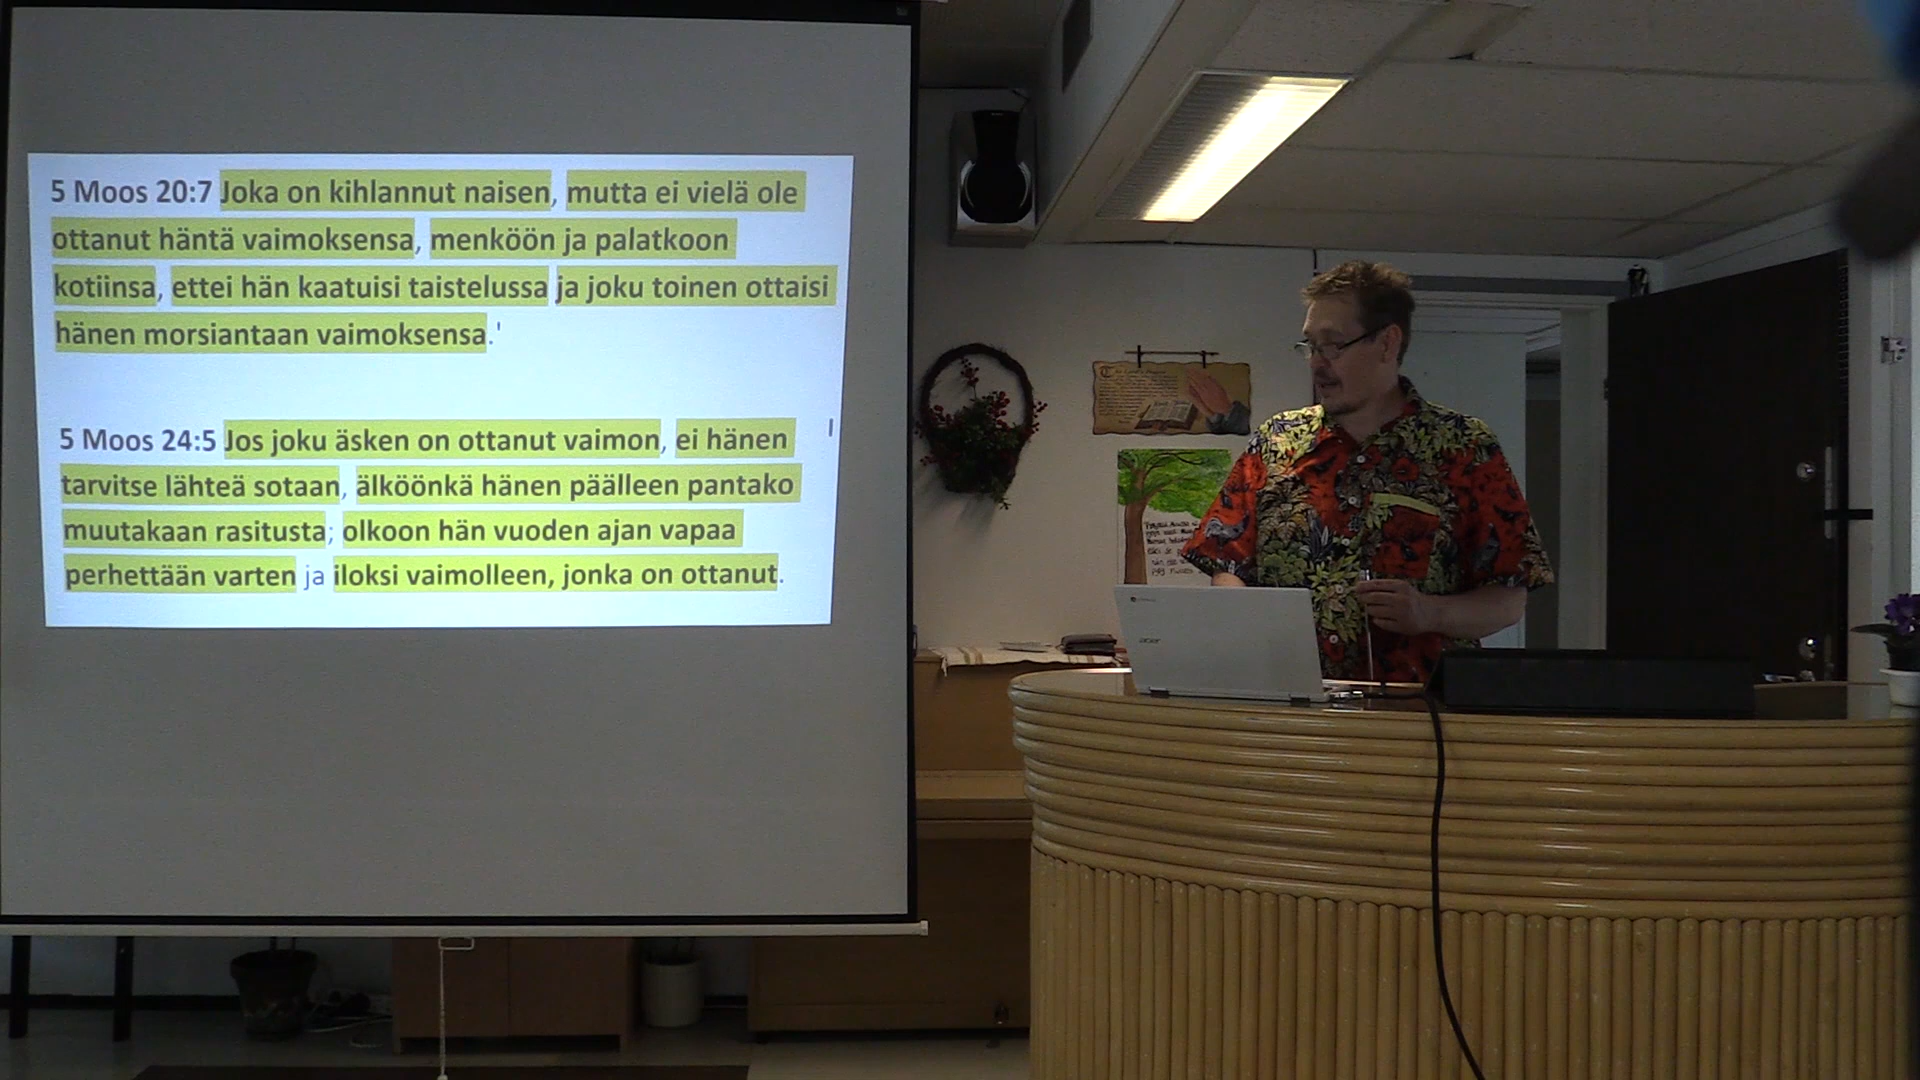 5 Moos 20:7 Joka on kihlannut naisen, mutta ei vielä ole
ottanut häntä vaimoksensa, menköön ja palatkoon
kotiinsa, ettei hän kaatuisi taistelussa ja joku toinen ottaisi
hänen morsiantaan vaimoksensa.'
5 Moos 24:5 Jos joku äsken on ottanut vaimon, ei hänen
tarvitse lähteä sotaan, älköönkä hänen päälleen pantako
muutakaan rasitusta; olkoon hän vuoden ajan vapaa
perhettään varten ja iloksi vaimolleen, jonka on ottanut.
acer